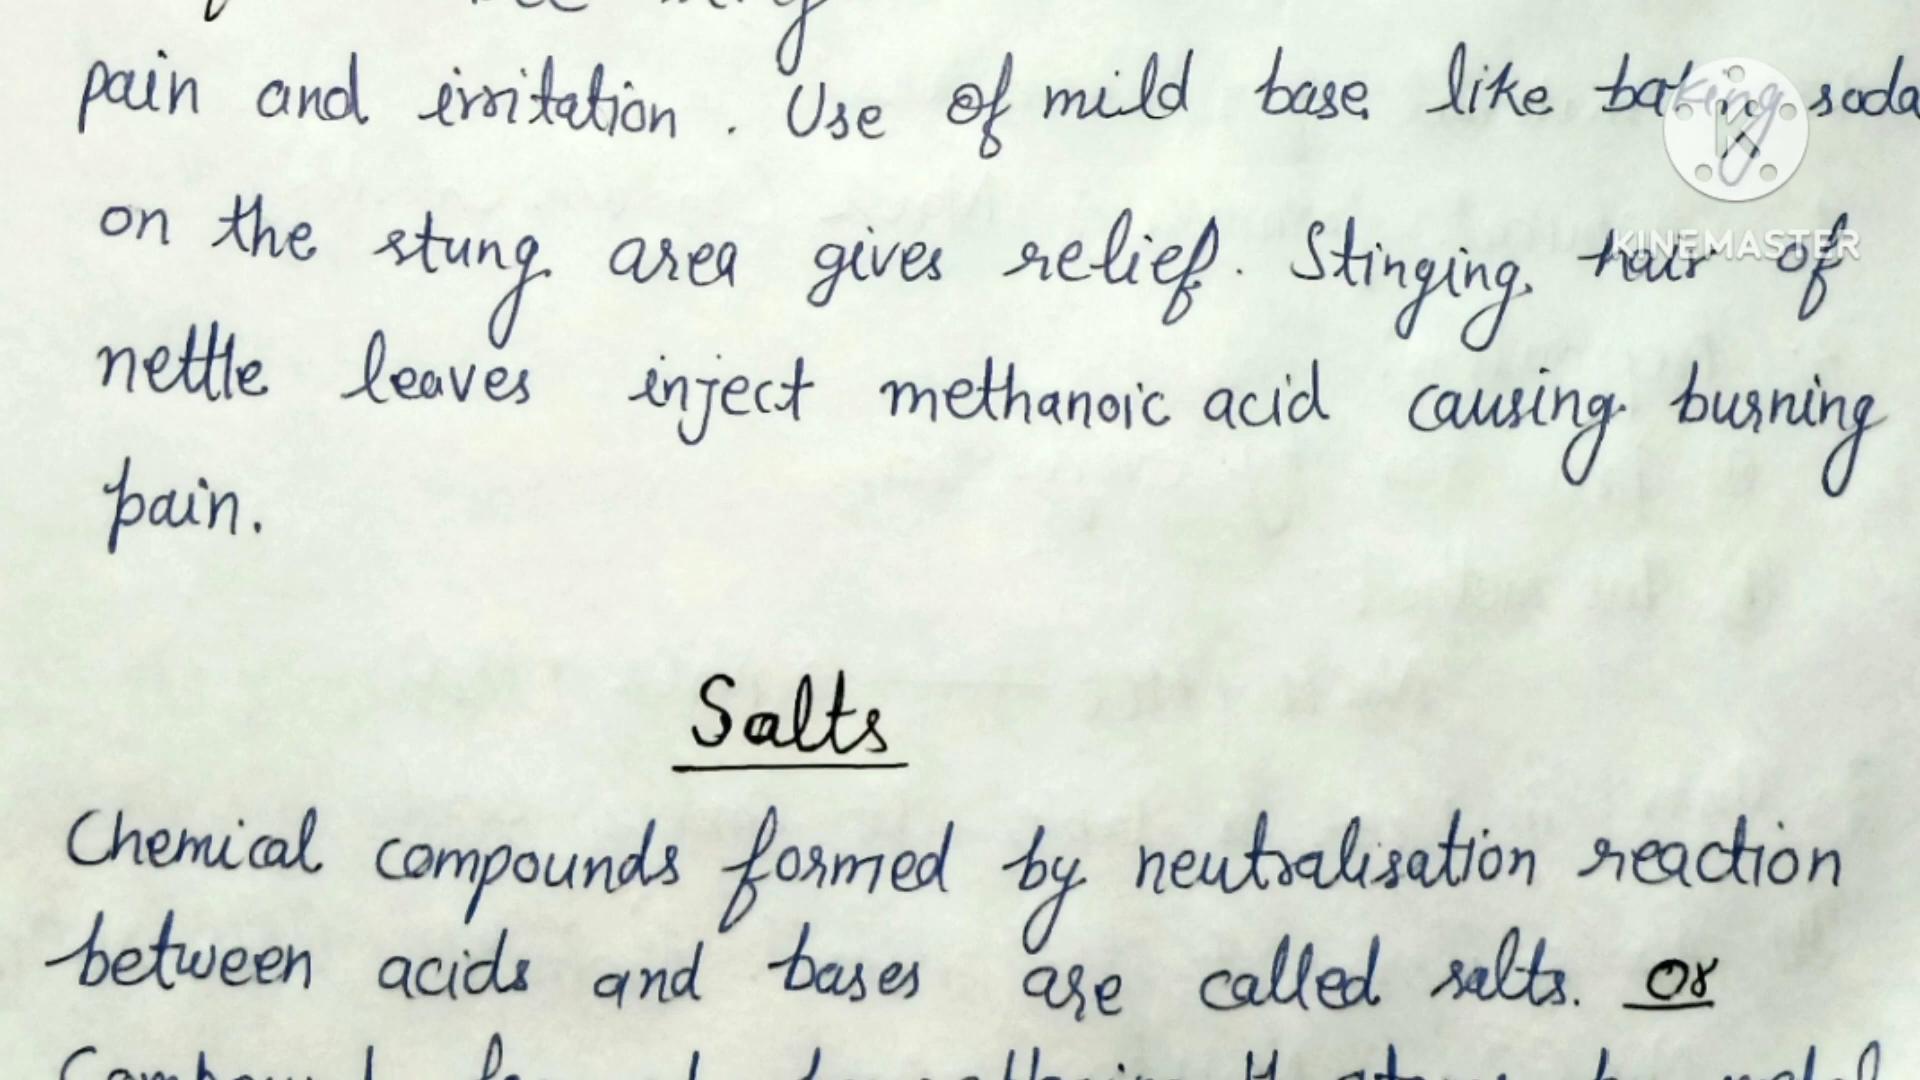 pain and irritation. Use of mild base like baking soda
on the stung area gives relief. Stinging hair of
nettle leaves inject methanoic acid causing burning
pain.
Salts
Chemical compounds formed by neutralisation reaction
between acids and bases are called salts. or
KINEMASTER